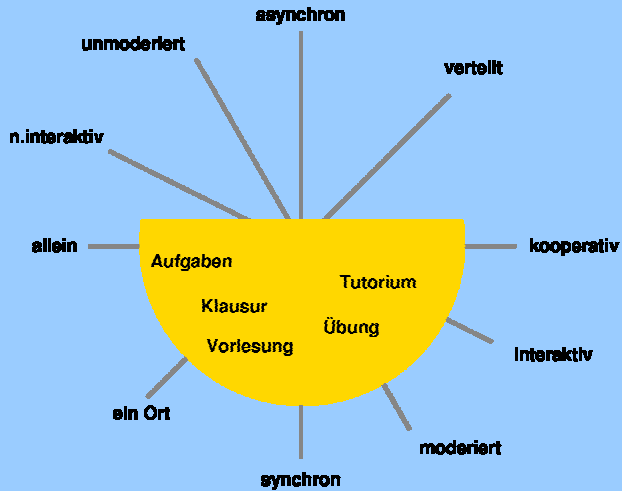 asynchron
unmoderiert
verteilt
n.interaktiv
allein
kooperativ
Aufgaben
Tutorium
Klausur
Übung
Vorlesung
interaktiv
ein Ort
moderiert
synchron